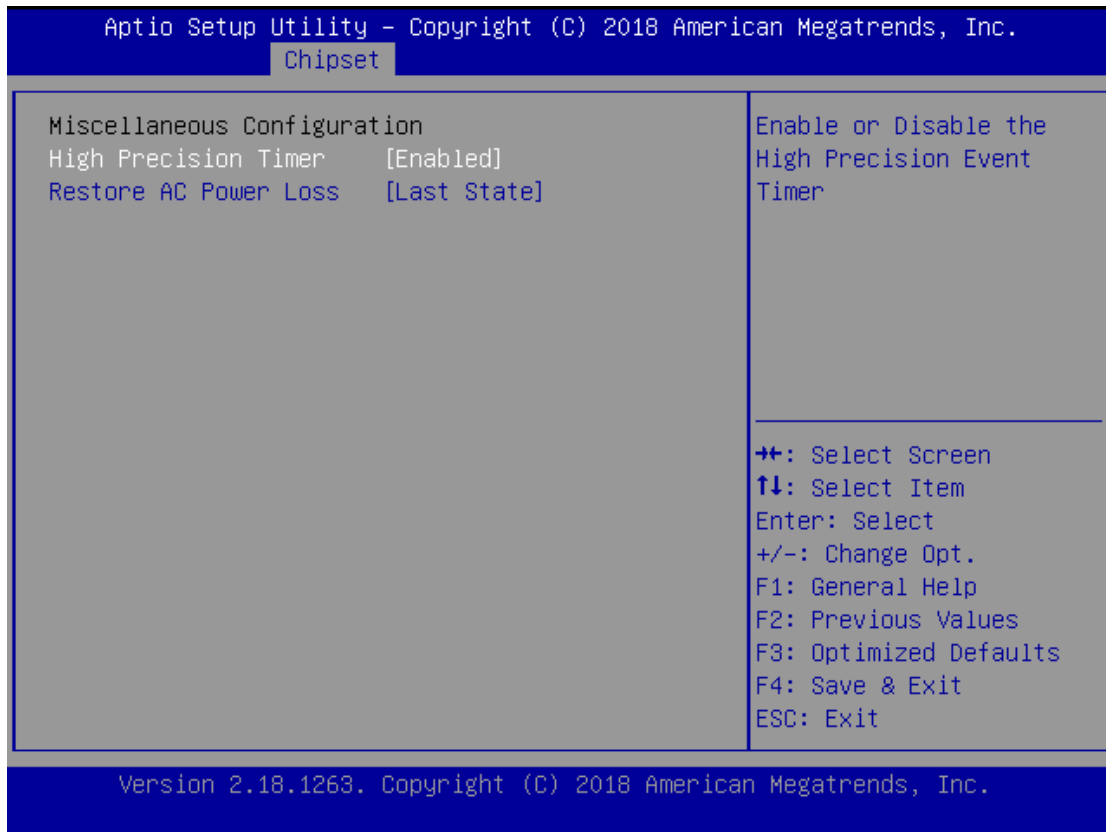 Aptio Setup Utility – Copyright (C) 2018 American Megatrends, Inc.
Chipset
Miscellaneous Configuration
High Precision Timer [Enabled]
Restore AC Power Loss [Last State]
Enable or Disable the
High Precision Event
Timer
→←: Select Screen
↑↓: Select Item
Enter: Select
+/-: Change Opt.
F1: General Help
F2: Previous Values
F3: Optimized Defaults
F4: Save & Exit
ESC: Exit
Version 2.18.1263. Copyright (C) 2018 American Megatrends, Inc.